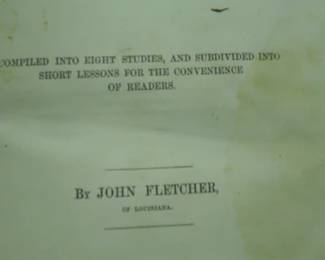 COMPILED INTO EIGHT STUDIES, AND SUBDIVIDED INTO
SHORT LESSONS FOR THE CONVENIENCE
OF READERS.
BY JOHN FLETCHER,
OF LOUISIANA.